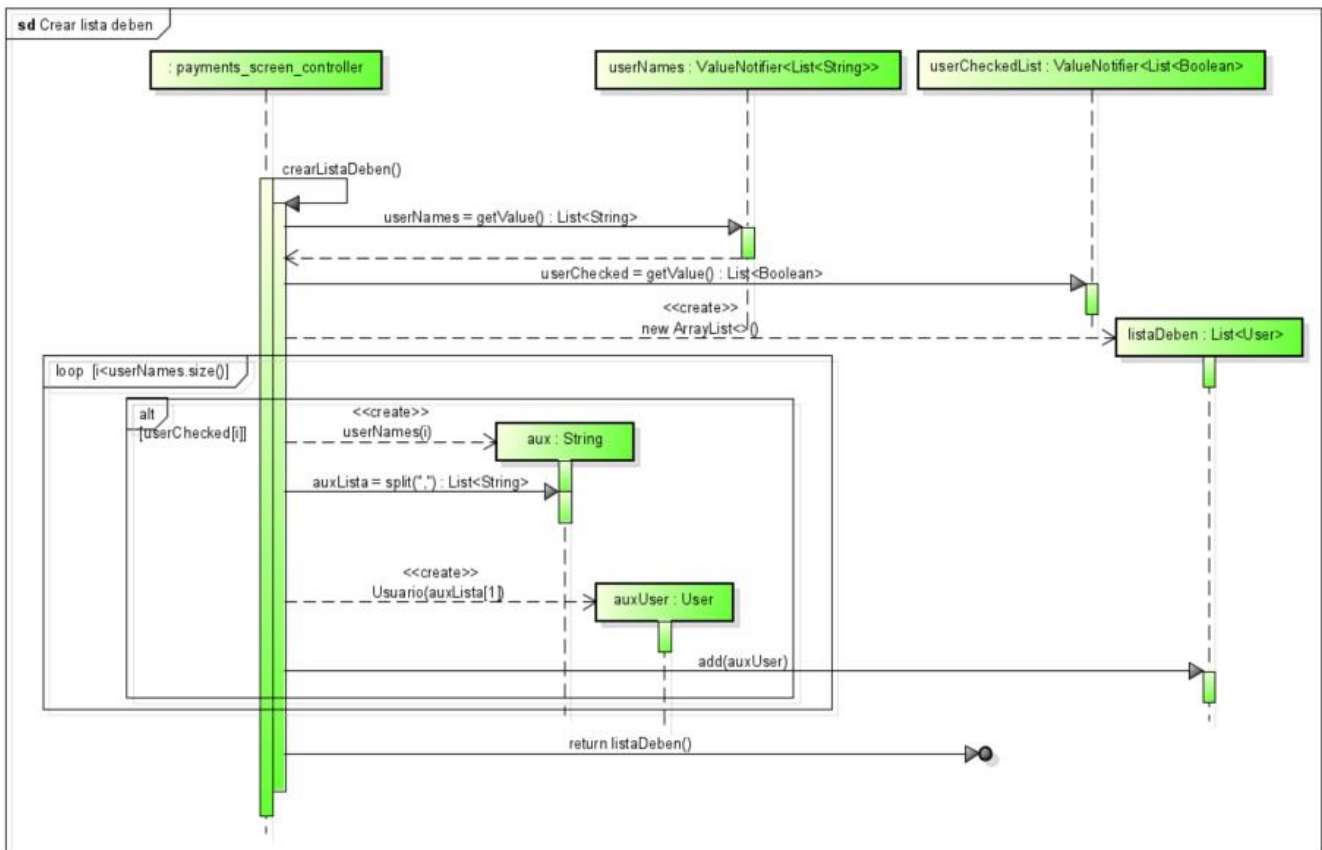 sd Crear lista deben
: payments_screen_controller
userNames : ValueNotifier<List<String>>
userCheckedList : ValueNotifier<List<Boolean>
crearListaDeben()
userNames = getValue() : List<String>
userChecked = getValue() : List<Boolean>
<<create>>
new ArrayList<>()
listaDeben : List<User>
loop [i<userNames.size()]
alt
[userChecked[i]]
<<create>>
userNames(i)
aux : String
auxLista = split(",") : List<String>
<<create>>
Usuario(auxLista[1])
auxUser : User
add(auxUser)
return listaDeben()